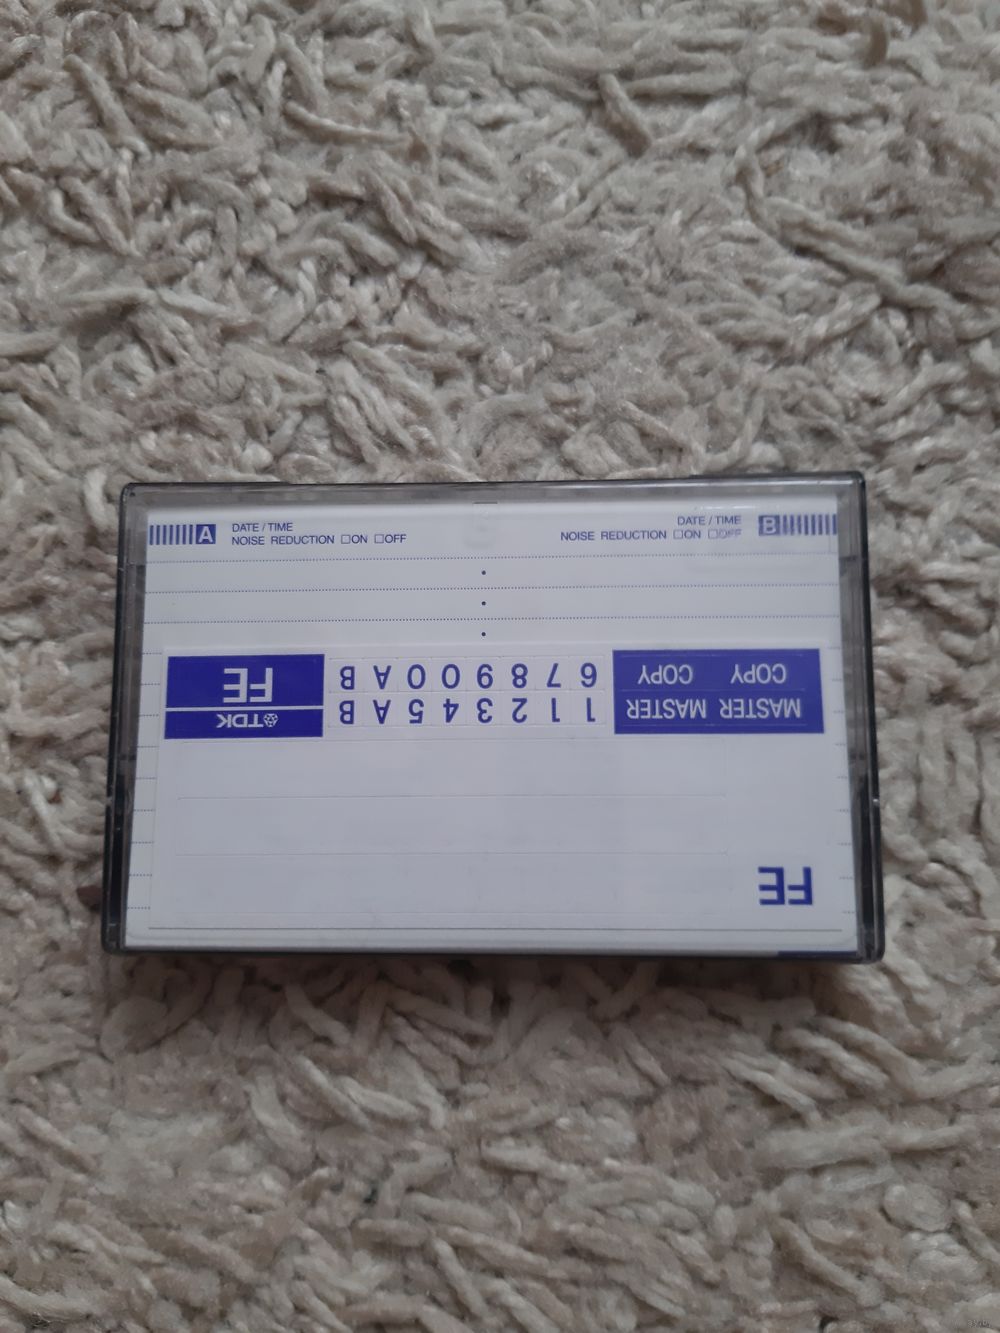 A DATE / TIME
NOISE REDUCTION ☐ON ☐OFF
DATE / TIME B
NOISE REDUCTION ☐ON ☐OFF
FE
MASTER MASTER
COPY COPY
1 1 2 3 4 5 A B
6 7 8 9 0 0 A B
TDK
FE